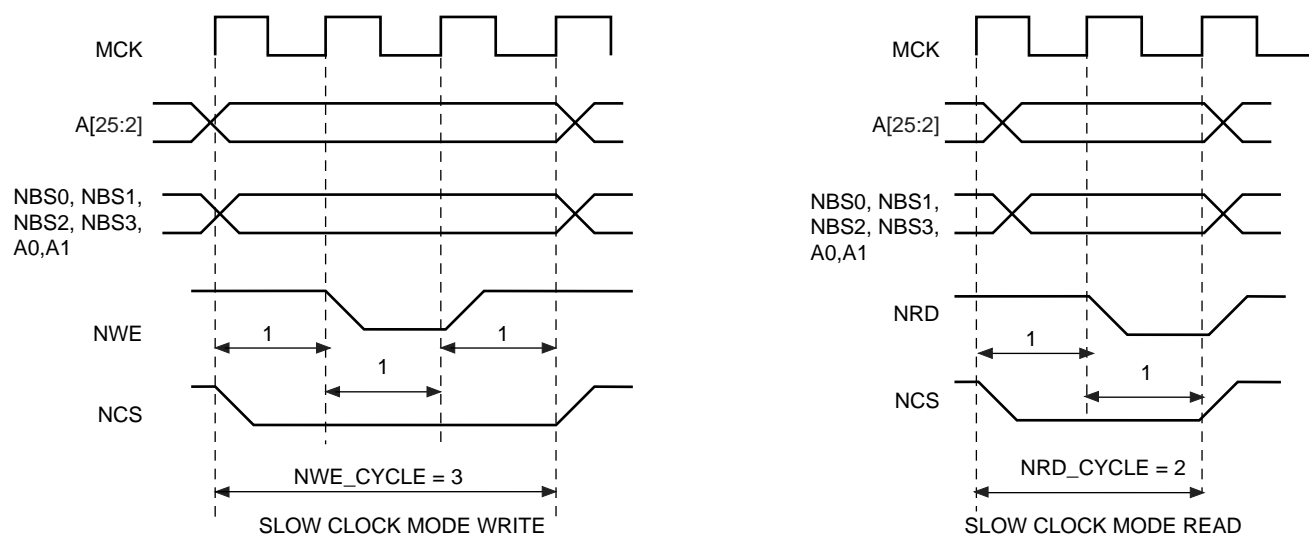 MCK
A[25:2]
NBS0, NBS1,
NBS2, NBS3,
A0,A1
NWE
1
1
1
NCS
NWE_CYCLE = 3
SLOW CLOCK MODE WRITE
MCK
A[25:2]
NBS0, NBS1,
NBS2, NBS3,
A0,A1
NRD
1
1
NCS
NRD_CYCLE = 2
SLOW CLOCK MODE READ